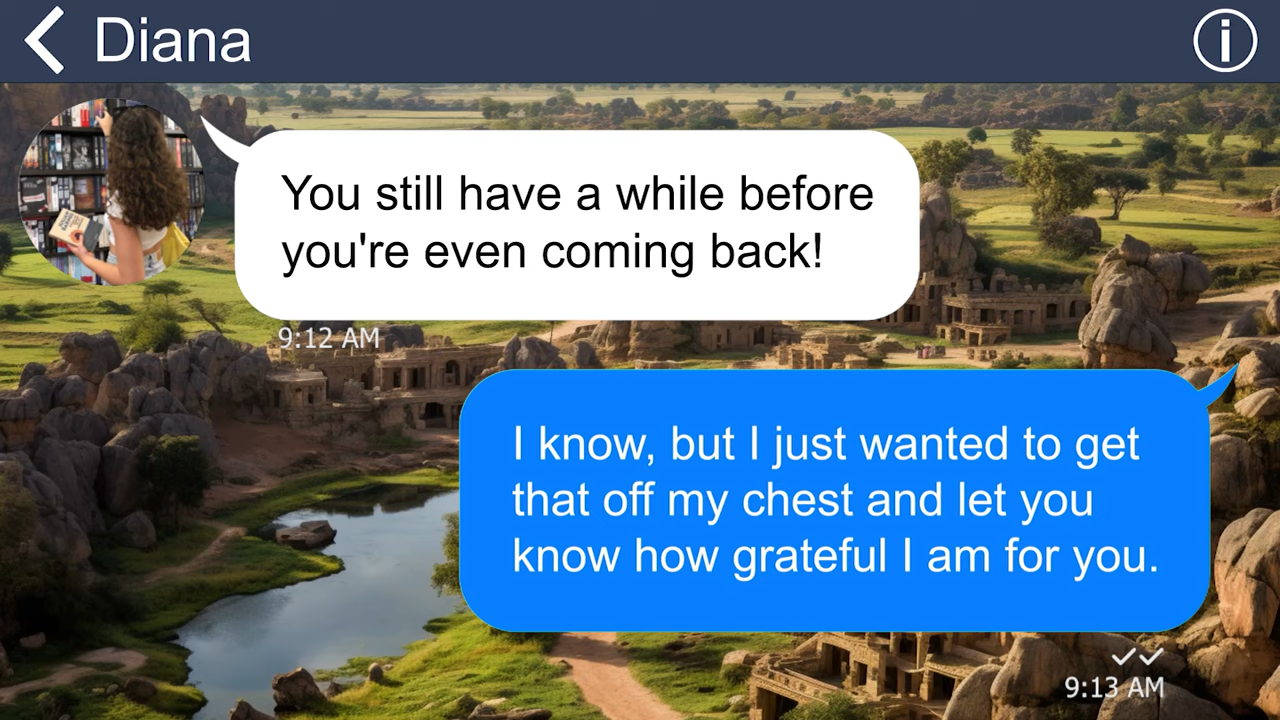 Diana
You still have a while before
you're even coming back!
9:12 AM
I know, but I just wanted to get
that off my chest and let you
know how grateful I am for you.
9:13 AM